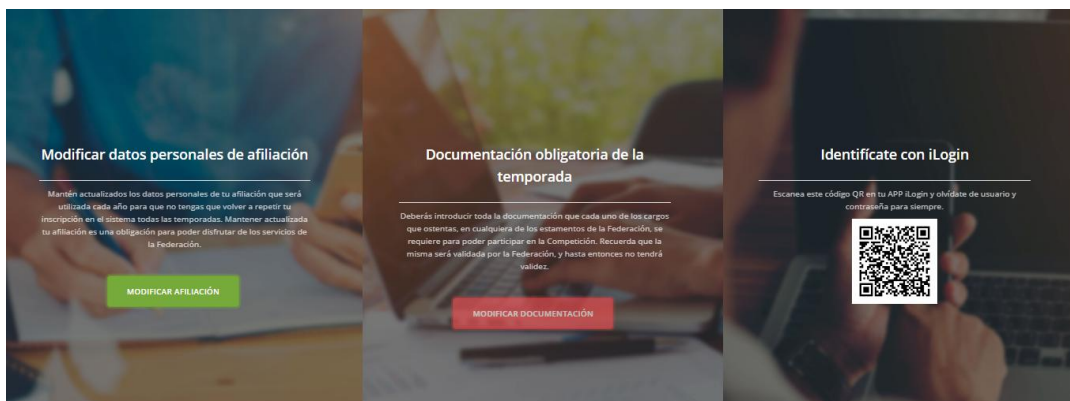 Modificar datos personales de afiliación
Mantén actualizados los datos personales de tu afiliación que será
utilizada cada año para que no tengas que volver a repetir tu
inscripción en el sistema todas las temporadas. Mantener actualizada
tu afiliación es una obligación para poder disfrutar de los servicios de
la Federación.
MODIFICAR AFILIACIÓN
Documentación obligatoria de la
temporada
Deberás introducir toda la documentación que cada uno de los cargos
que ostentas, en cualquiera de los estamentos de la Federación, se
requiere para poder participar en la Competición. Recuerda que la
misma será validada por la Federación, y hasta entonces no tendrá
validez.
MODIFICAR DOCUMENTACIÓN
Identifícate con iLogin
Escanea este código QR en tu APP iLogin y olvídate de usuario y
contraseña para siempre.